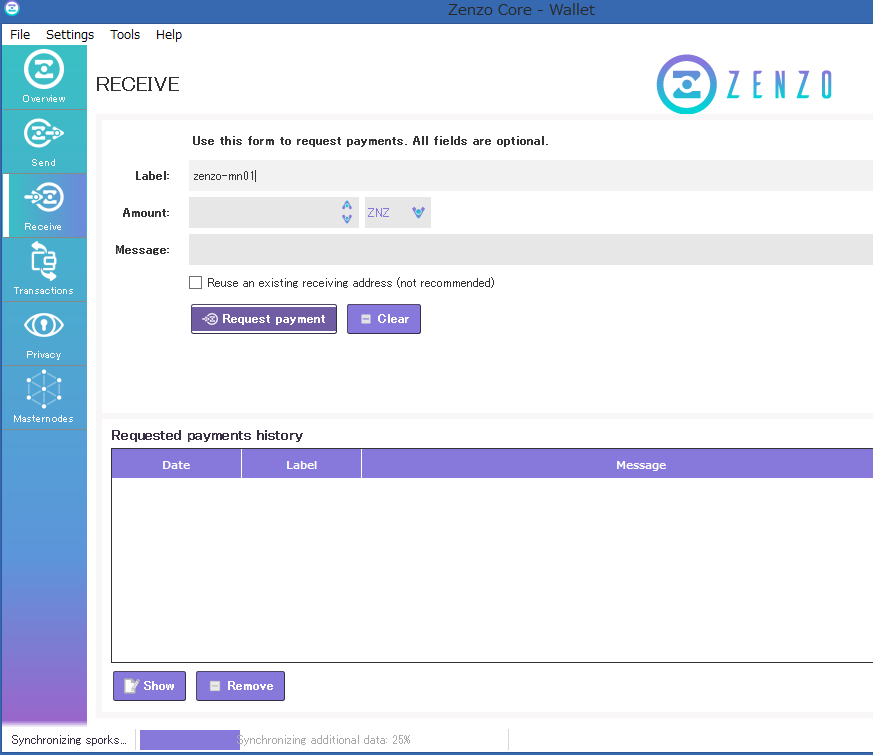 Zenzo Core - Wallet
File Settings Tools Help
Overview
Send
Receive
Transactions
Privacy
Masternodes
RECEIVE
ZENZO
Use this form to request payments. All fields are optional.
Label: zenzo-mn01
Amount: ZNZ
Message:
Reuse an existing receiving address (not recommended)
Request payment Clear
Requested payments history
Date Label Message
Show Remove
Synchronizing sporks... Synchronizing additional data: 25%